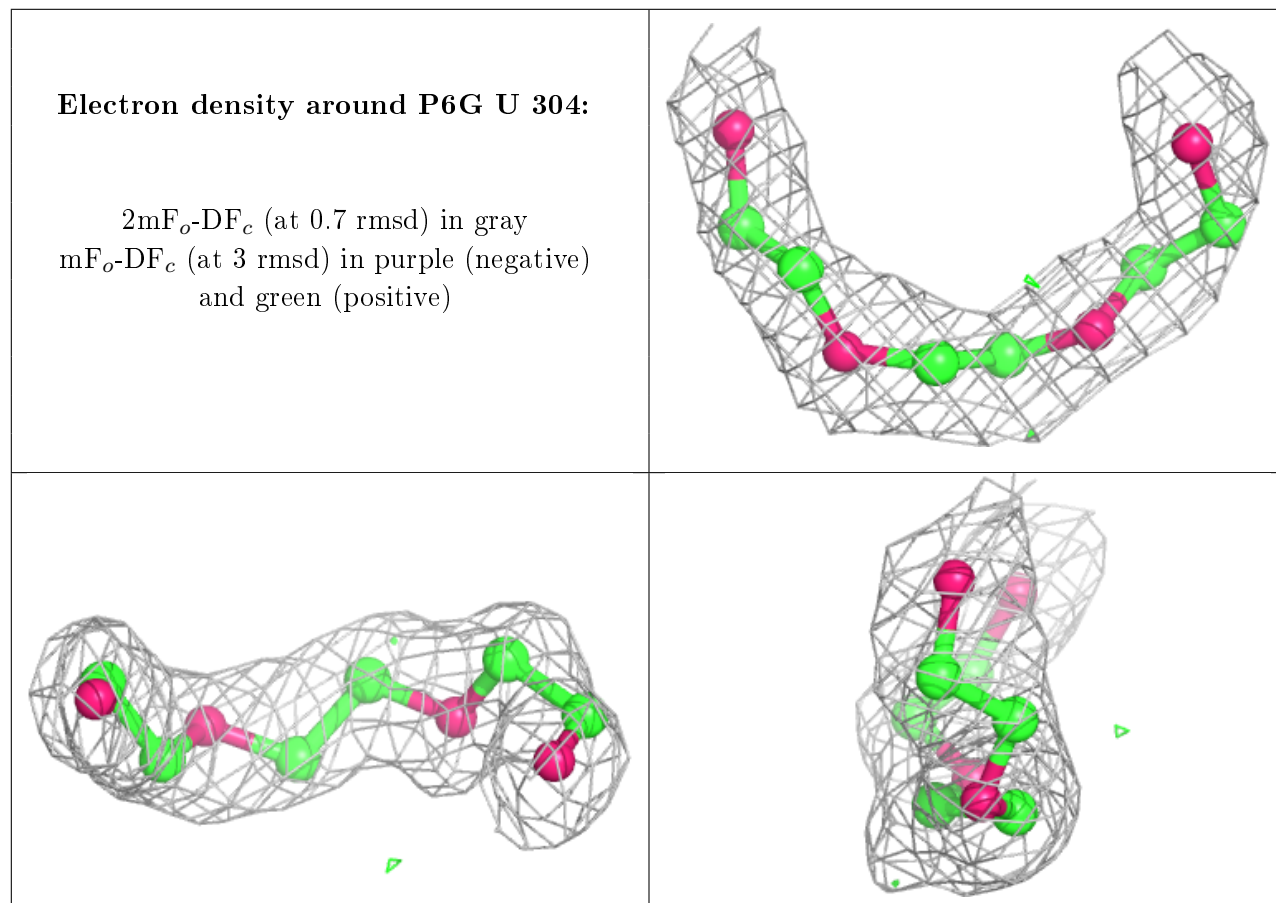 Electron density around P6G U 304:
2mFo-DFc (at 0.7 rmsd) in gray
mFo-DFc (at 3 rmsd) in purple (negative)
and green (positive)